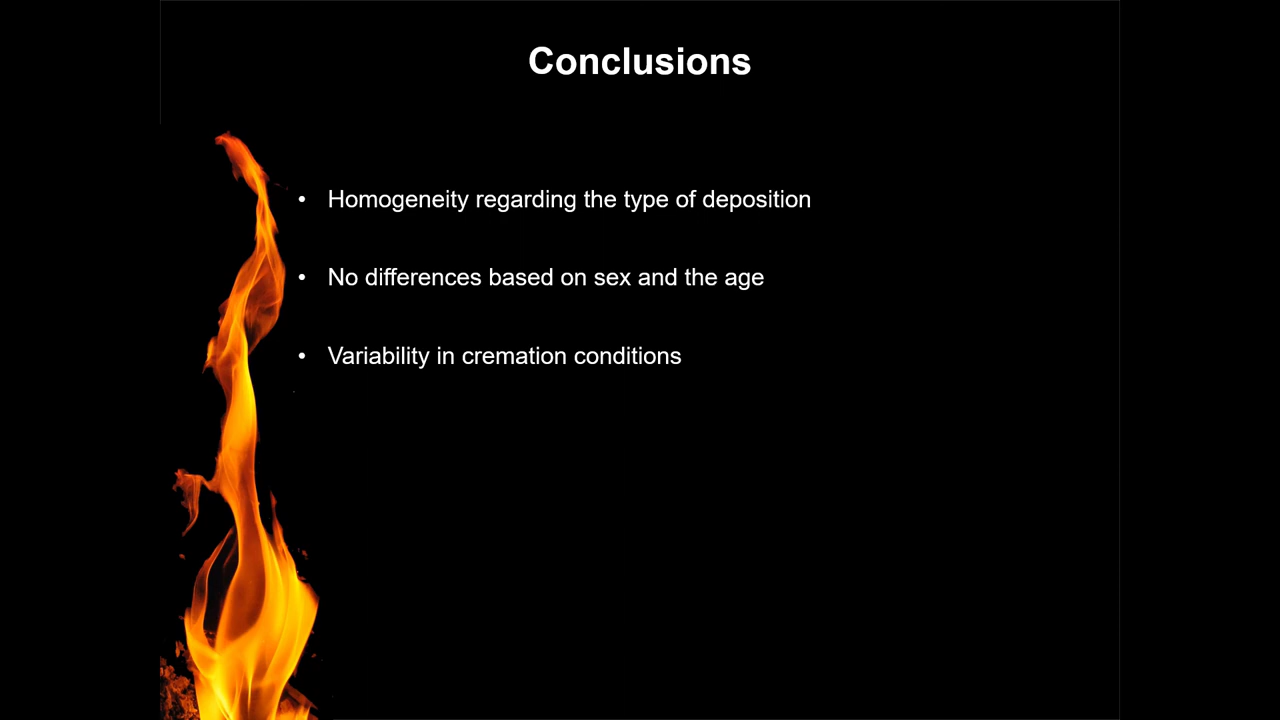 Conclusions
• Homogeneity regarding the type of deposition
• No differences based on sex and the age
• Variability in cremation conditions